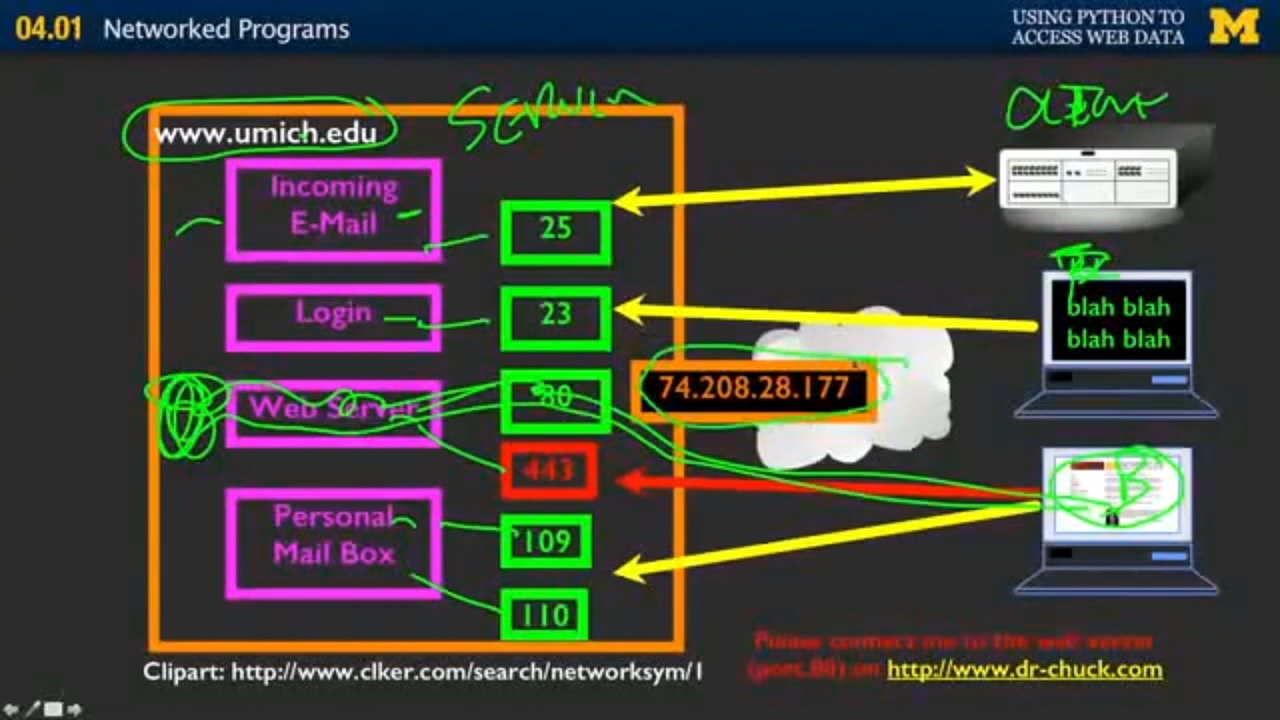 04.01 Networked Programs
USING PYTHON TO
ACCESS WEB DATA
M
www.umich.edu
Incoming
E-Mail
25
Login
23
blah blah
blah blah
Web Server
80
74.208.28.177
443
B
Personal
Mail Box
109
110
Please connect me to the web server
(port 80) on http://www.dr-chuck.com
Clipart: http://www.clker.com/search/networksym/1